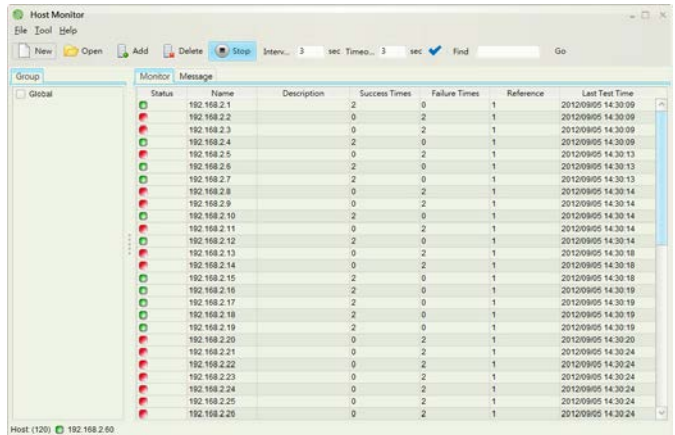 Host Monitor
File Tool Help
New Open Add Delete Stop Interv... 3 sec Timeo... 3 sec Find Go
Group
Monitor Message
Global
Status Name Description Success Times Failure Times Reference Last Test Time
192.168.2.1 2 0 1 2012/09/05 14:30:09
192.168.2.2 0 2 1 2012/09/05 14:30:09
192.168.2.3 0 2 1 2012/09/05 14:30:09
192.168.2.4 2 0 1 2012/09/05 14:30:09
192.168.2.5 0 2 1 2012/09/05 14:30:13
192.168.2.6 2 0 1 2012/09/05 14:30:13
192.168.2.7 2 0 1 2012/09/05 14:30:13
192.168.2.8 0 2 1 2012/09/05 14:30:14
192.168.2.9 0 2 1 2012/09/05 14:30:14
192.168.2.10 2 0 1 2012/09/05 14:30:14
192.168.2.11 0 2 1 2012/09/05 14:30:14
192.168.2.12 2 0 1 2012/09/05 14:30:14
192.168.2.13 0 2 1 2012/09/05 14:30:18
192.168.2.14 0 2 1 2012/09/05 14:30:18
192.168.2.15 2 0 1 2012/09/05 14:30:18
192.168.2.16 2 0 1 2012/09/05 14:30:19
192.168.2.17 2 0 1 2012/09/05 14:30:19
192.168.2.18 2 0 1 2012/09/05 14:30:19
192.168.2.19 2 0 1 2012/09/05 14:30:19
192.168.2.20 0 2 1 2012/09/05 14:30:20
192.168.2.21 0 2 1 2012/09/05 14:30:24
192.168.2.22 0 2 1 2012/09/05 14:30:24
192.168.2.23 0 2 1 2012/09/05 14:30:24
192.168.2.24 0 2 1 2012/09/05 14:30:24
192.168.2.25 0 2 1 2012/09/05 14:30:24
192.168.2.26 0 2 1 2012/09/05 14:30:24
Host (120) 192.168.2.60